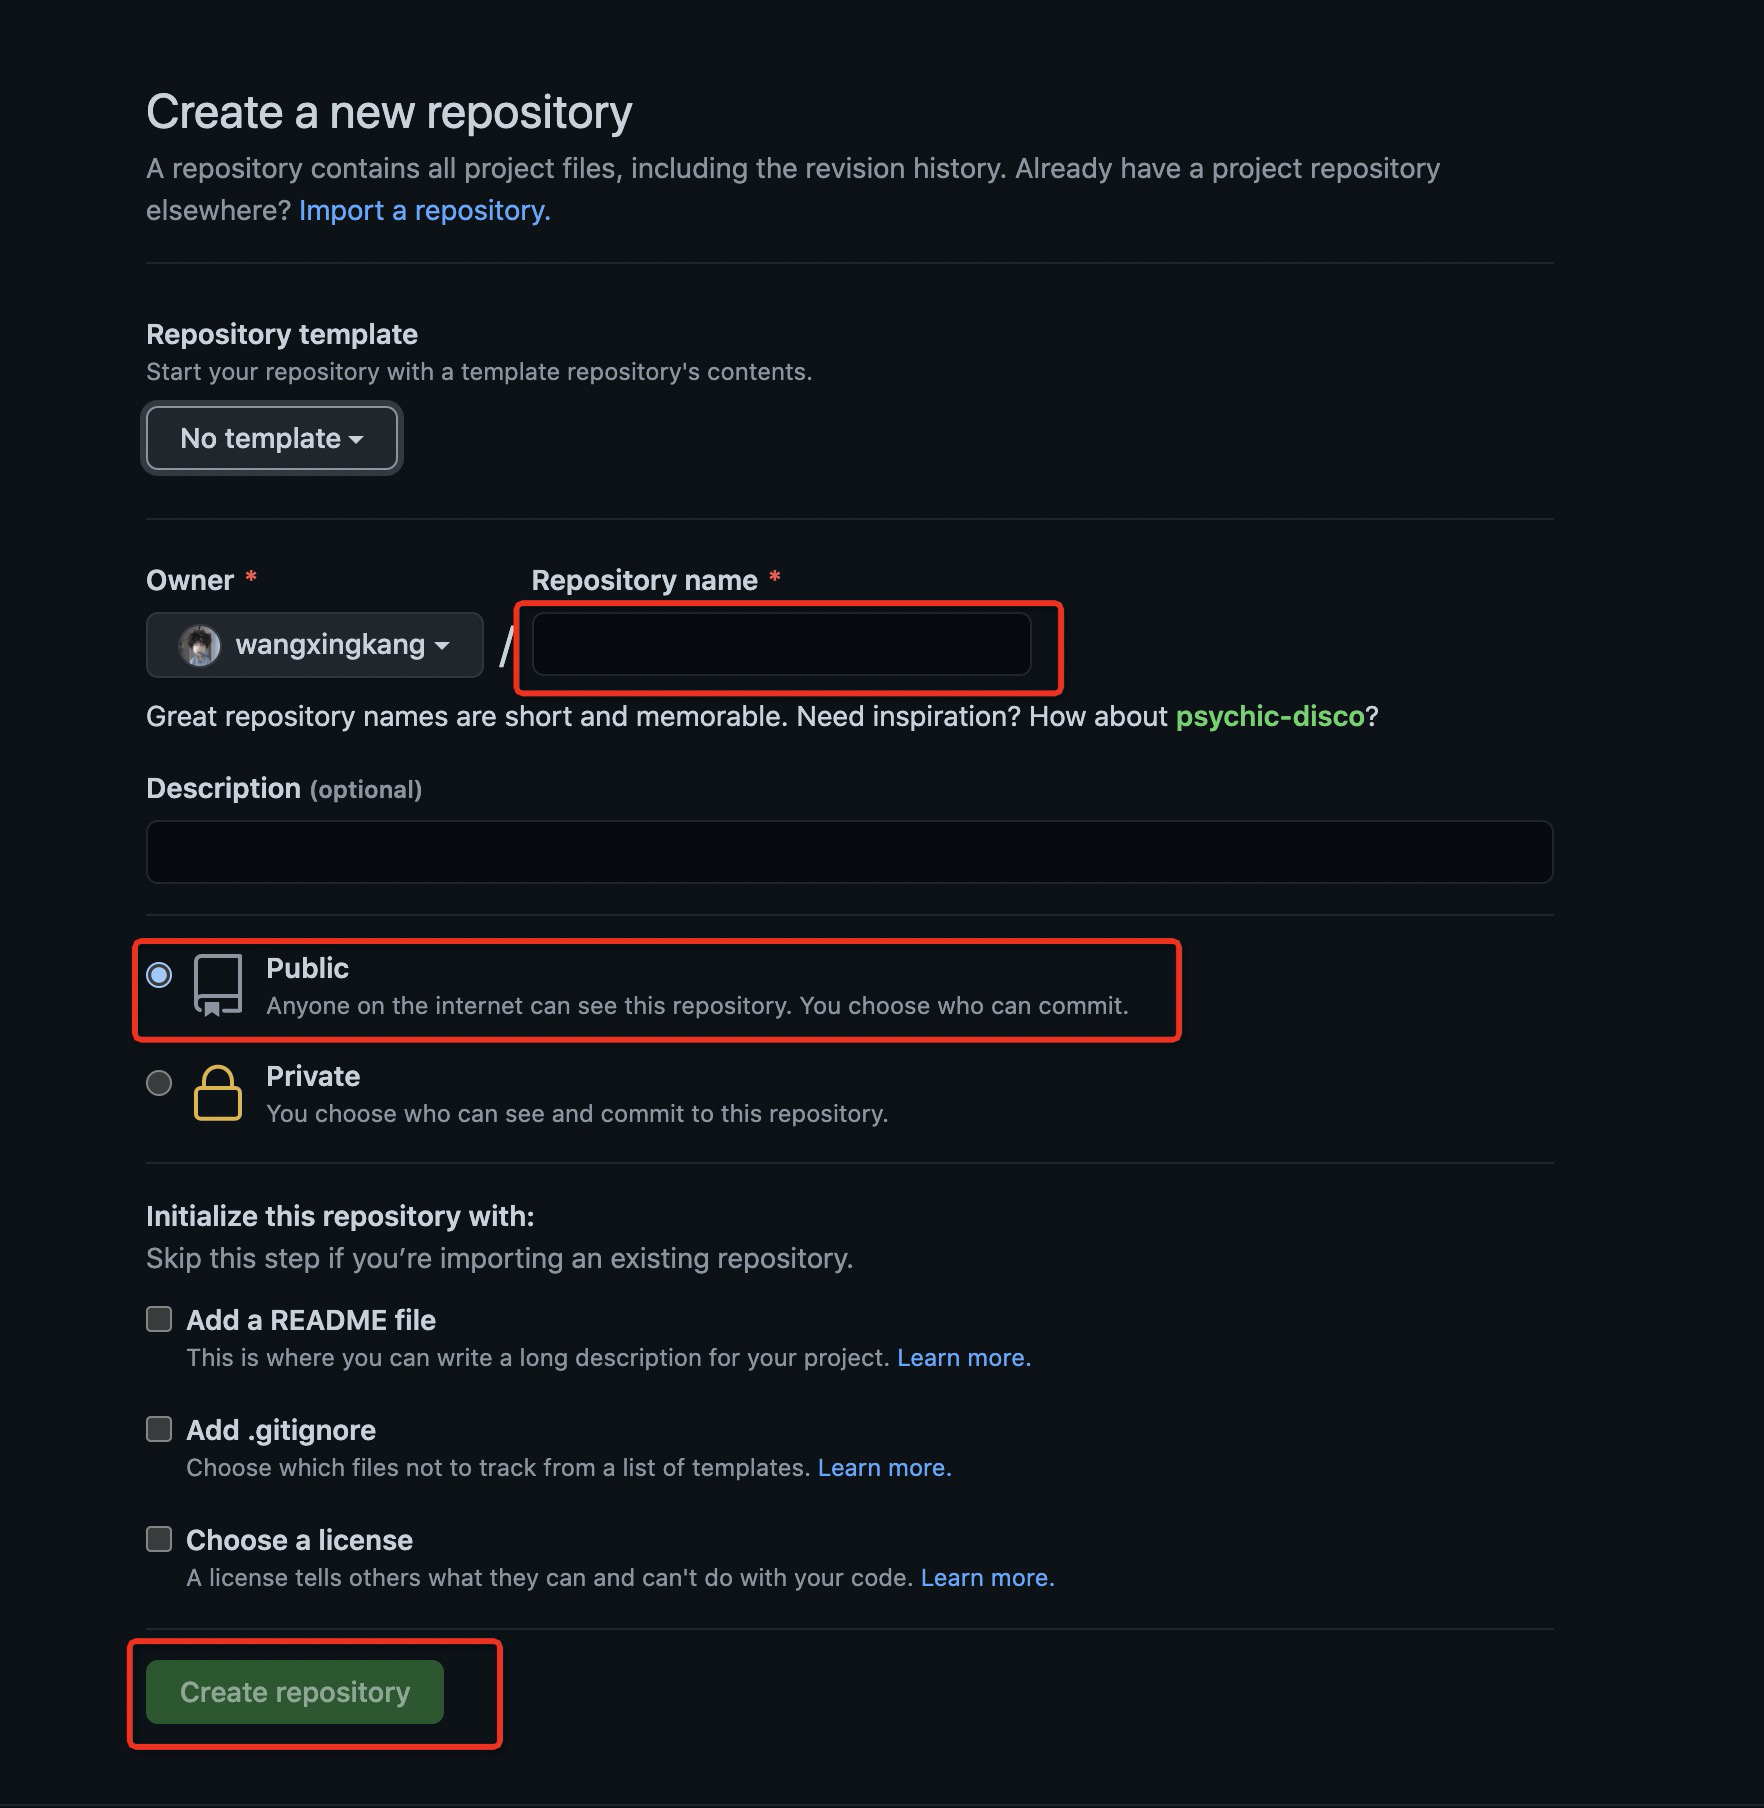 Create a new repository
A repository contains all project files, including the revision history. Already have a project repository
elsewhere? Import a repository.
Repository template
Start your repository with a template repository's contents.
No template
Owner *
Repository name *
wangxingkang
/
Great repository names are short and memorable. Need inspiration? How about psychic-disco?
Description (optional)
Public
Anyone on the internet can see this repository. You choose who can commit.
Private
You choose who can see and commit to this repository.
Initialize this repository with:
Skip this step if you’re importing an existing repository.
Add a README file
This is where you can write a long description for your project. Learn more.
Add .gitignore
Choose which files not to track from a list of templates. Learn more.
Choose a license
A license tells others what they can and can't do with your code. Learn more.
Create repository